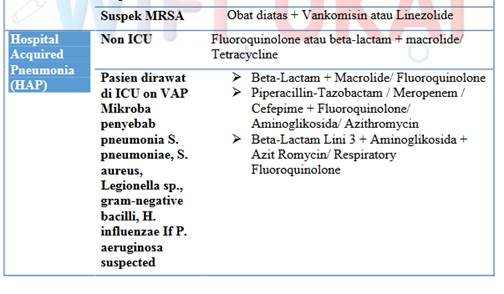 Suspek MRSA
Obat diatas + Vankomisin atau Linezolide
Hospital
Acquired
Pneumonia
(HAP)
Non ICU
Fluoroquinolone atau beta-lactam + macrolide/
Tetracycline
Pasien dirawat
di ICU on VAP
Mikroba
penyebab
pneumonia S.
pneumoniae, S.
aureus,
Legionella sp.,
gram-negative
bacilli, H.
influenzae If P.
aeruginosa
suspected
➢ Beta-Lactam + Macrolide/ Fluoroquinolone
➢ Piperacillin-Tazobactam / Meropenem /
Cefepime + Fluoroquinolone/
Aminoglikosida/ Azithromycin
➢ Beta-Lactam Lini 3 + Aminoglikosida +
Azit Romycin/ Respiratory
Fluoroquinolone